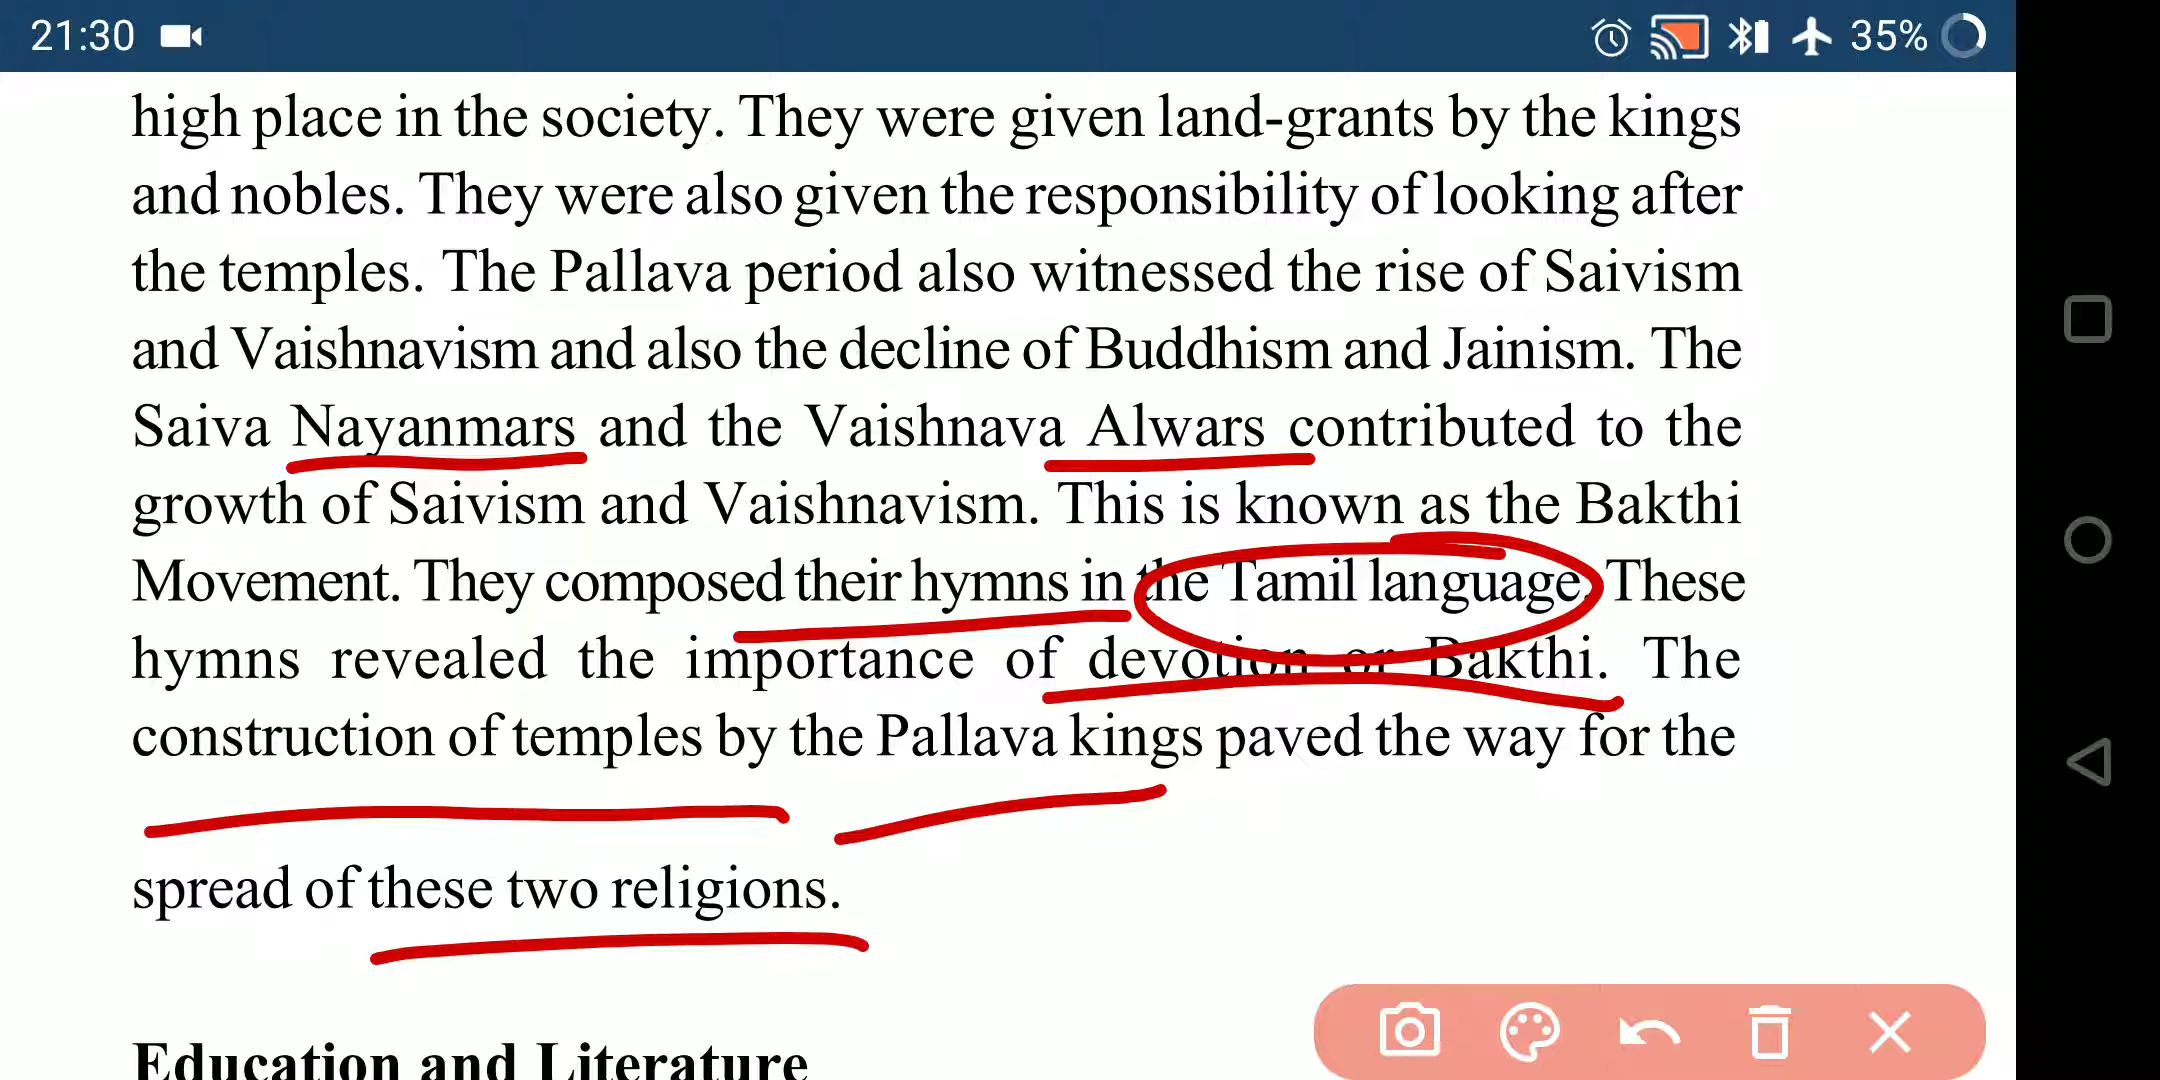 21:30 35%
high place in the society. They were given land-grants by the kings
and nobles. They were also given the responsibility of looking after
the temples. The Pallava period also witnessed the rise of Saivism
and Vaishnavism and also the decline of Buddhism and Jainism. The
Saiva Nayanmars and the Vaishnava Alwars contributed to the
growth of Saivism and Vaishnavism. This is known as the Bakthi
Movement. They composed their hymns in the Tamil language. These
hymns revealed the importance of devotion or Bakthi. The
construction of temples by the Pallava kings paved the way for the
spread of these two religions.
Education and Literature